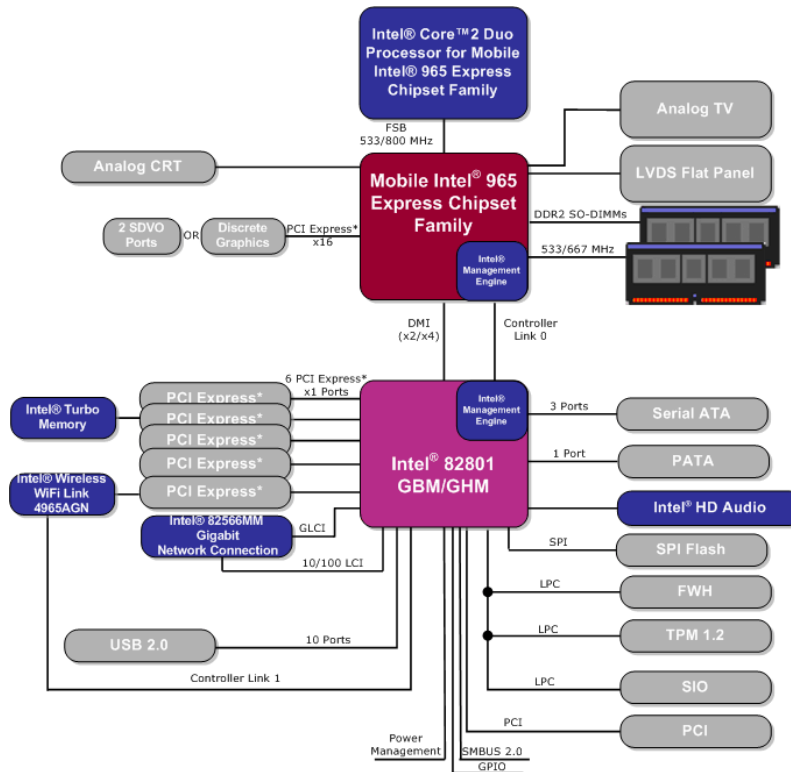 Intel® Core™2 Duo
Processor for Mobile
Intel® 965 Express
Chipset Family
FSB
533/800 MHz
Analog TV
Analog CRT
LVDS Flat Panel
Mobile Intel® 965
Express Chipset
Family
2 SDVO
Ports
OR
Discrete
Graphics
PCI Express*
x16
DDR2 SO-DIMMs
533/667 MHz
Intel®
Management
Engine
DMI
(x2/x4)
Controller
Link 0
6 PCI Express*
x1 Ports
PCI Express*
PCI Express*
PCI Express*
PCI Express*
PCI Express*
Intel® Turbo
Memory
Intel® Wireless
WiFi Link
4965AGN
Intel®
Management
Engine
Intel® 82801
GBM/GHM
3 Ports
Serial ATA
1 Port
PATA
Intel® HD Audio
Intel® 82566MM
Gigabit
Network Connection
GLCI
10/100 LCI
SPI
SPI Flash
LPC
FWH
LPC
TPM 1.2
USB 2.0
10 Ports
Controller Link 1
LPC
SIO
PCI
PCI
Power
Management
SMBUS 2.0
GPIO